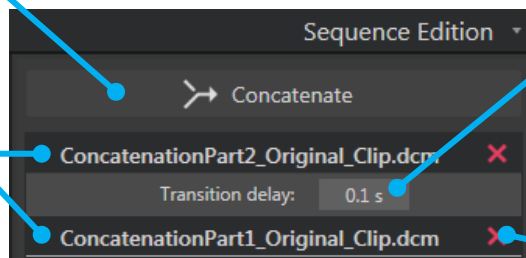 Sequence Edition
Concatenate
ConcatenationPart2_Original_Clip.dcm
Transition delay: 0.1 s
ConcatenationPart1_Original_Clip.dcm